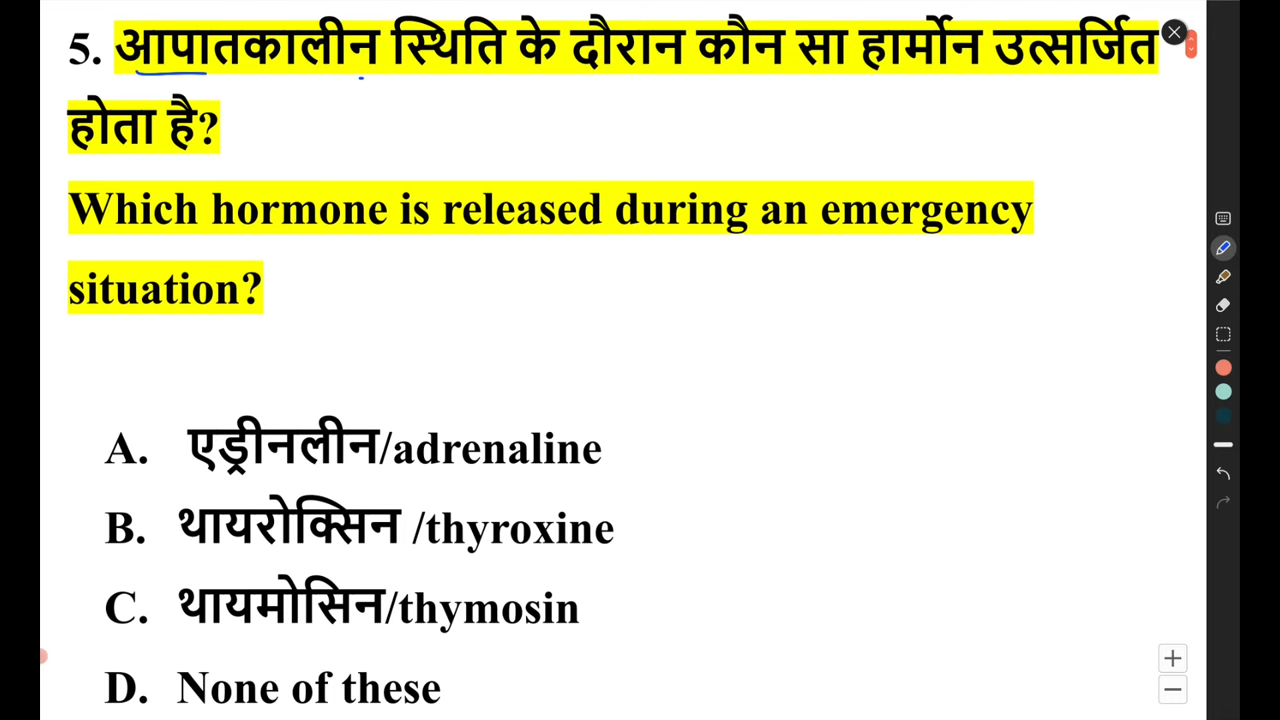 5. आपातकालीन स्थिति के दौरान कौन सा हार्मोन उत्सर्जित
होता है?
Which hormone is released during an emergency
situation?
A. एड्रीनलीन/adrenaline
B. थायरोक्सिन /thyroxine
C. थायमोसिन/thymosin
D. None of these